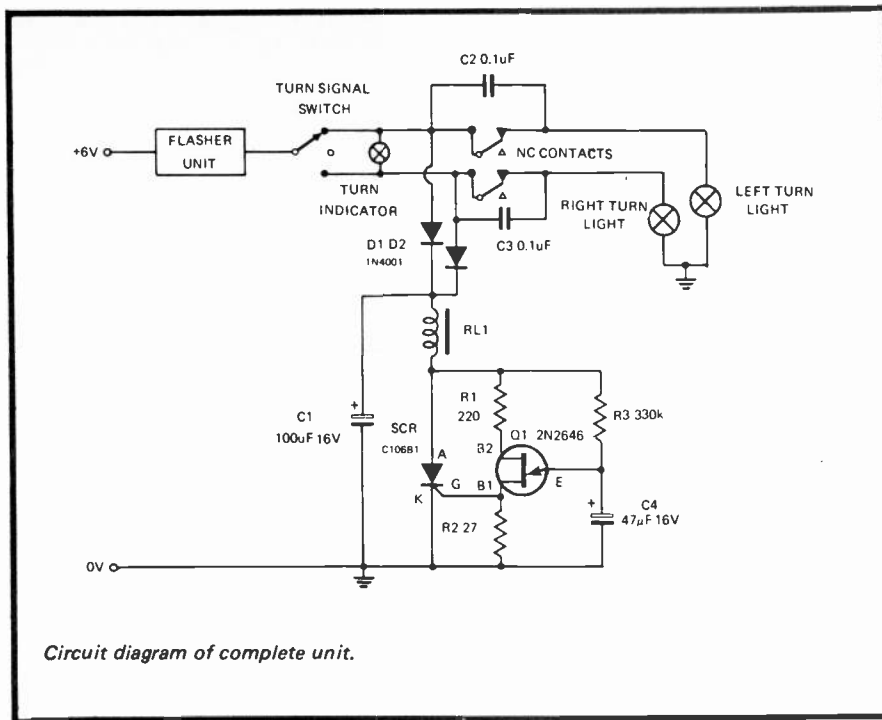 C2 0.1uF
TURN SIGNAL
SWITCH
+6V
FLASHER
UNIT
NC CONTACTS
TURN
INDICATOR
LEFT TURN
LIGHT
RIGHT TURN
LIGHT
D1 D2
1N4001
C3 0.1uF
RL1
R1
220
R3 330k
C1
100uF 16V
+
SCR
C106B1
A
G
K
Q1 2N2646
B2
B1
E
R2 27
+
C4
47µF 16V
0V
Circuit diagram of complete unit.